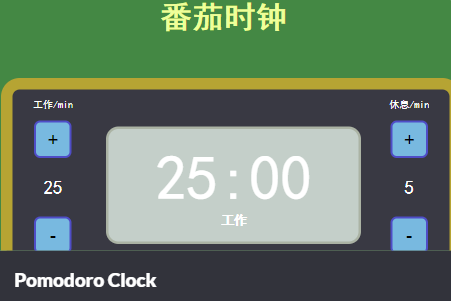 番茄时钟
工作/min
休息/min
+
+
25:00
25
5
工作
-
-
Pomodoro Clock